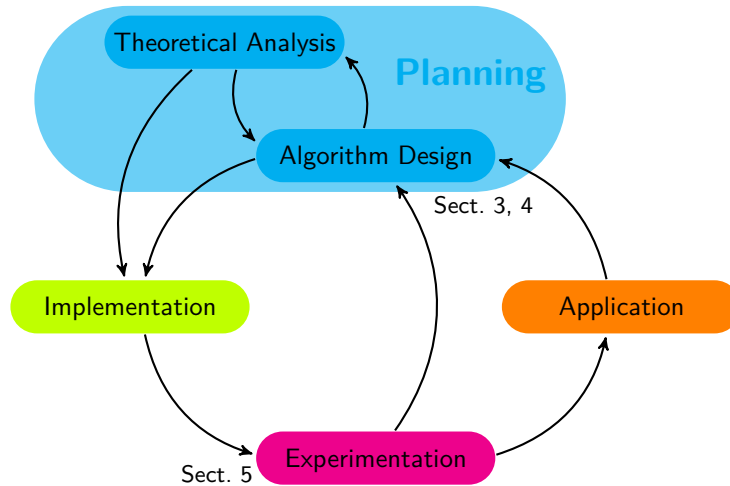 Theoretical Analysis
Planning
Algorithm Design
Sect. 3, 4
Implementation
Application
Experimentation
Sect. 5